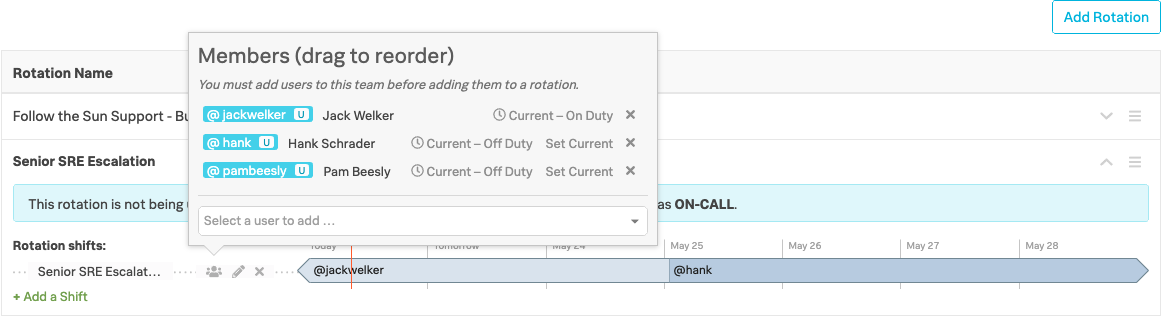 Add Rotation
Members (drag to reorder)
Rotation Name
You must add users to this team before adding them to a rotation.
@ jackwelker U Jack Welker Current – On Duty ×
Follow the Sun Support - Bu
@ hank U Hank Schrader Current – Off Duty Set Current ×
Senior SRE Escalation
@ pambeesly U Pam Beesly Current – Off Duty Set Current ×
This rotation is not being as ON-CALL.
Select a user to add ...
Rotation shifts:
Today Tomorrow May 24 May 25 May 26 May 27 May 28
Senior SRE Escalat... @jackwelker @hank
+ Add a Shift